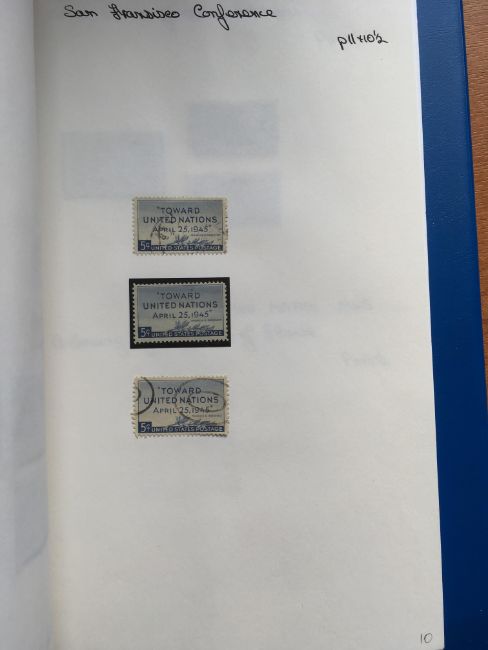 San Fransisco Conference
p11x10½
"TOWARD
UNITED NATIONS
APRIL 25, 1945"
5¢ UNITED STATES POSTAGE
"TOWARD
UNITED NATIONS
APRIL 25, 1945"
5¢ UNITED STATES POSTAGE
"TOWARD
UNITED NATIONS
APRIL 25, 1945"
5¢ UNITED STATES POSTAGE
10